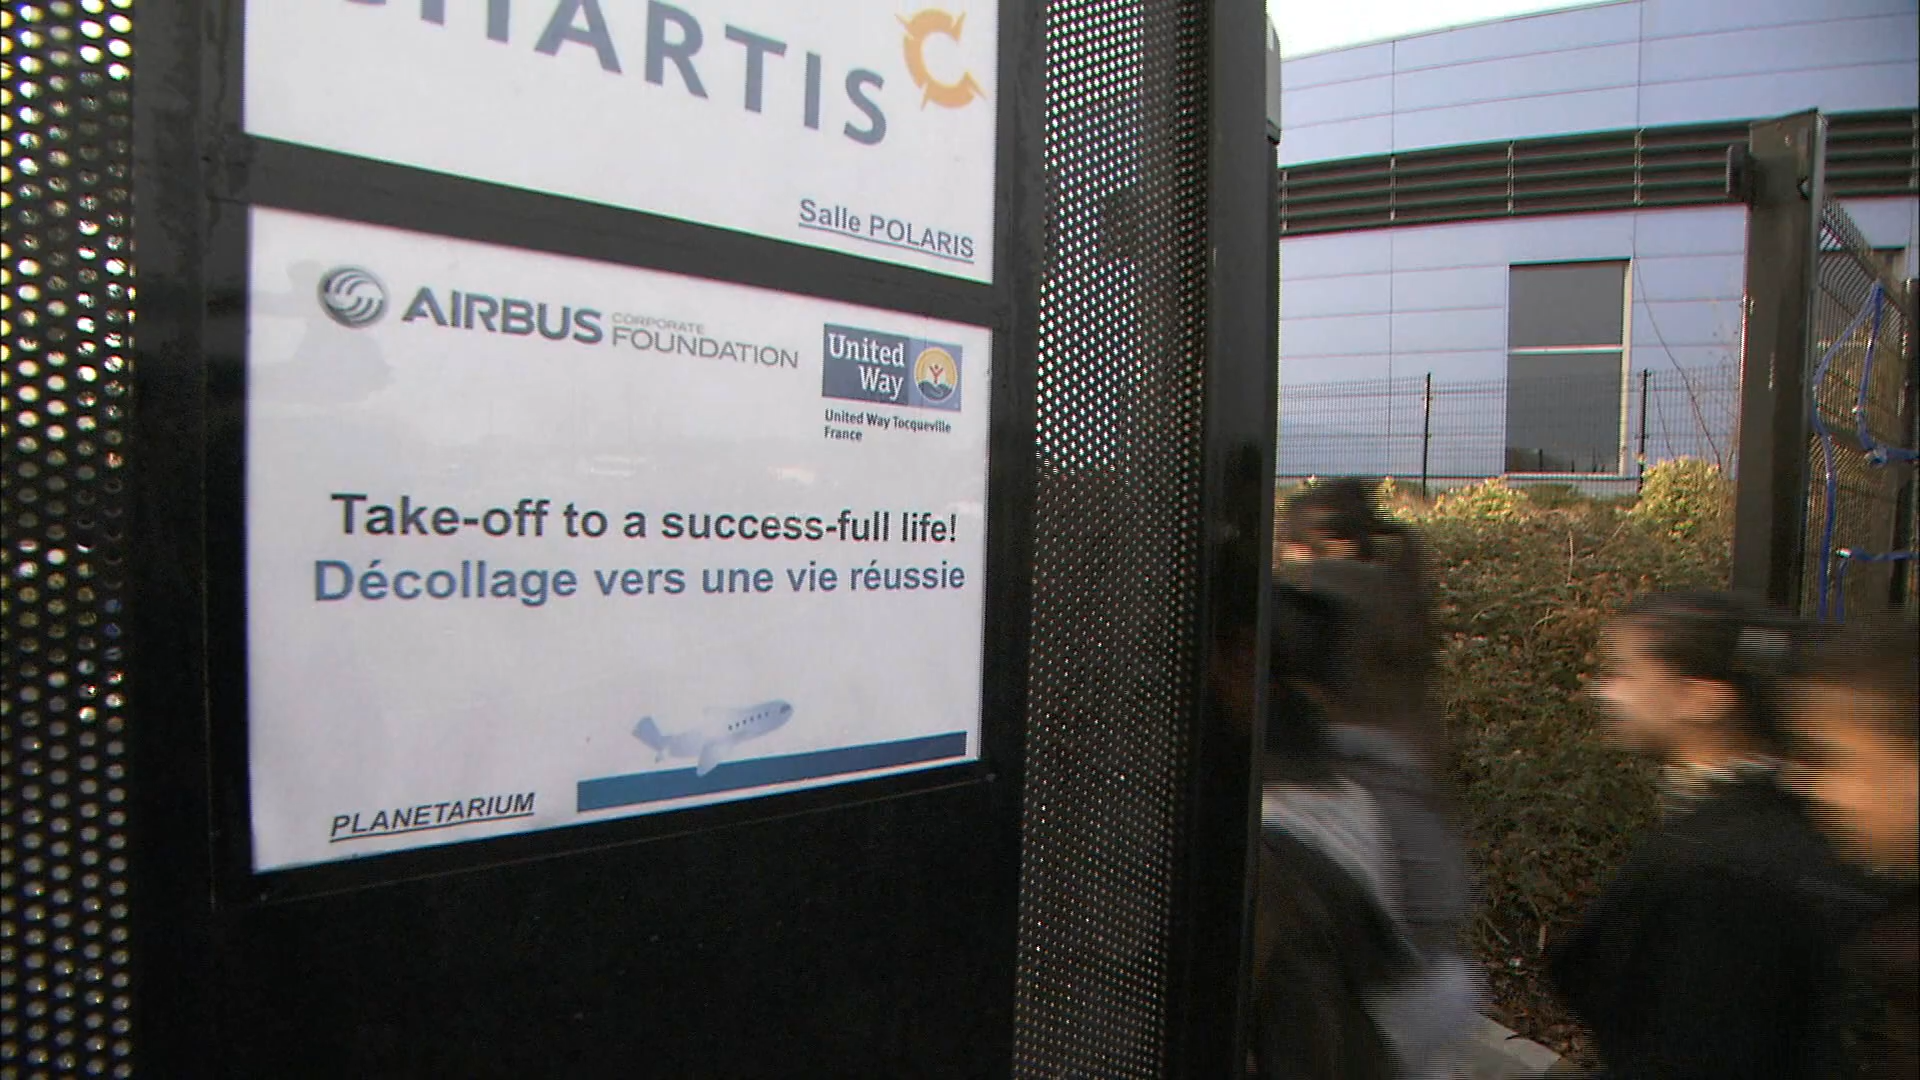 HARTIS
Salle POLARIS
AIRBUS CORPORATE FOUNDATION
United Way
United Way Tocqueville
France
Take-off to a success-full life!
Décollage vers une vie réussie
PLANETARIUM